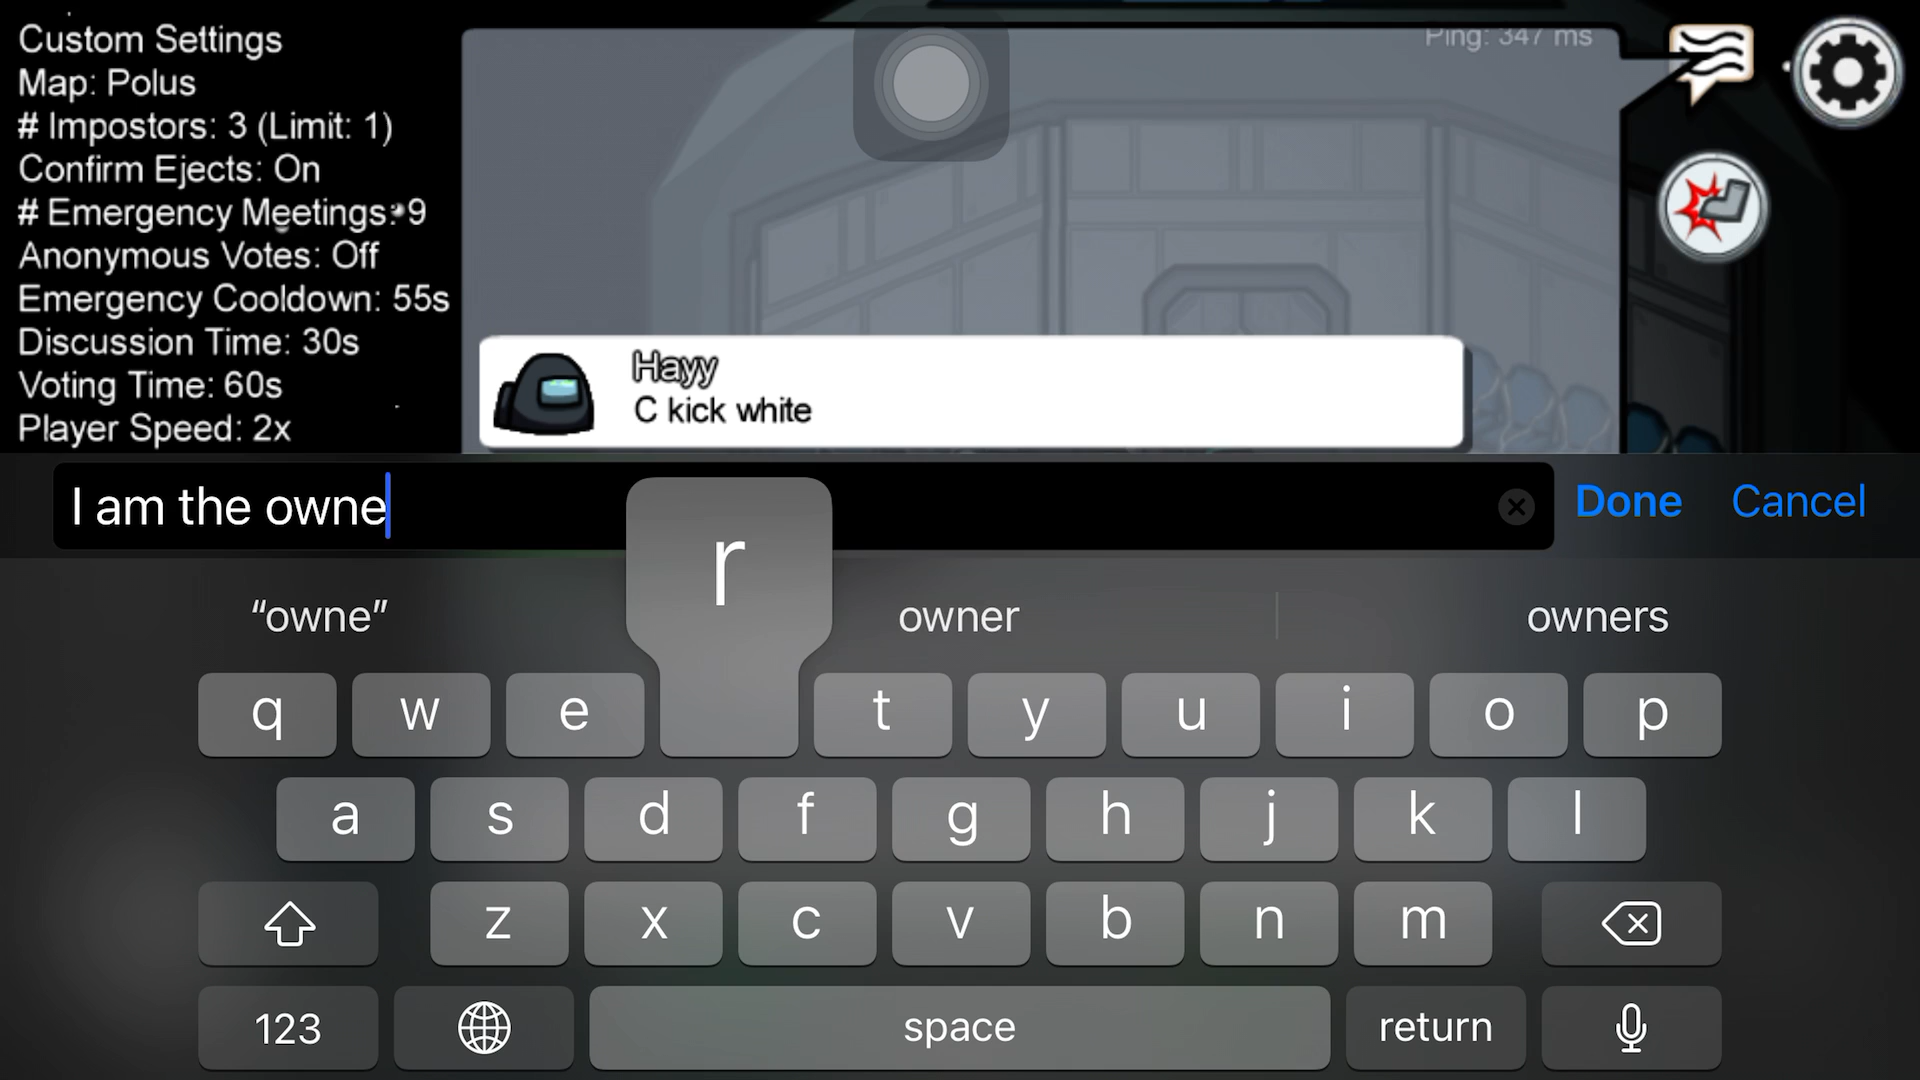 Custom Settings
Map: Polus
# Impostors: 3 (Limit: 1)
Confirm Ejects: On
# Emergency Meetings: 9
Anonymous Votes: Off
Emergency Cooldown: 55s
Discussion Time: 30s
Voting Time: 60s
Player Speed: 2x
Ping: 347 ms
Hayy
C kick white
I am the owne
Done
Cancel
r
“owne”
owner
owners
q w e t y u i o p
a s d f g h j k l
z x c v b n m
123
space
return